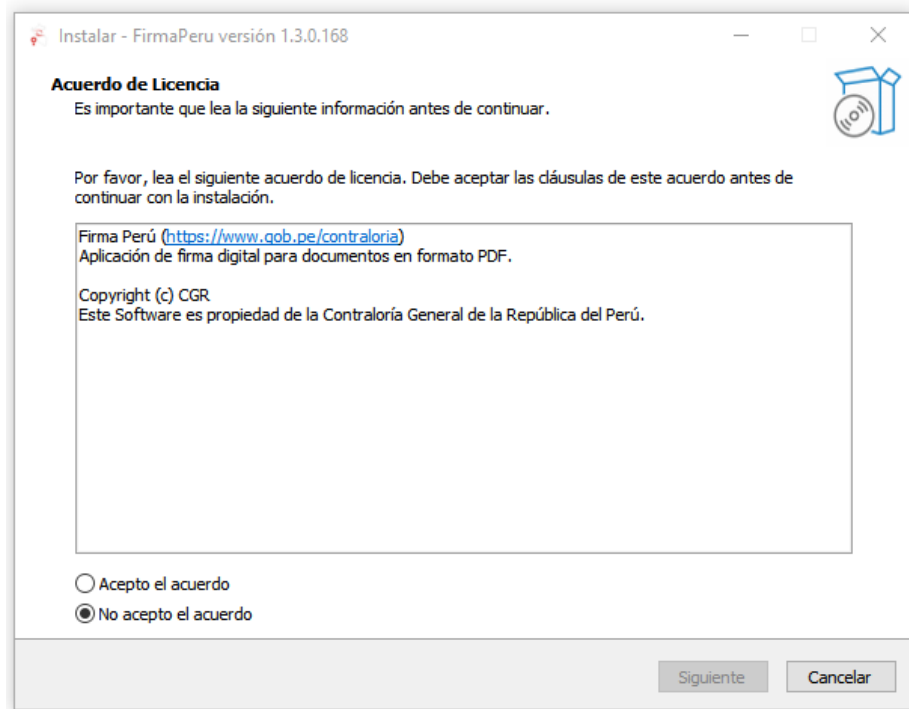 Instalar - FirmaPeru versión 1.3.0.168
Acuerdo de Licencia
Es importante que lea la siguiente información antes de continuar.
Por favor, lea el siguiente acuerdo de licencia. Debe aceptar las cláusulas de este acuerdo antes de
continuar con la instalación.
Firma Perú (https://www.gob.pe/contraloria)
Aplicación de firma digital para documentos en formato PDF.
Copyright (c) CGR
Este Software es propiedad de la Contraloría General de la República del Perú.
Acepto el acuerdo
No acepto el acuerdo
Siguiente
Cancelar